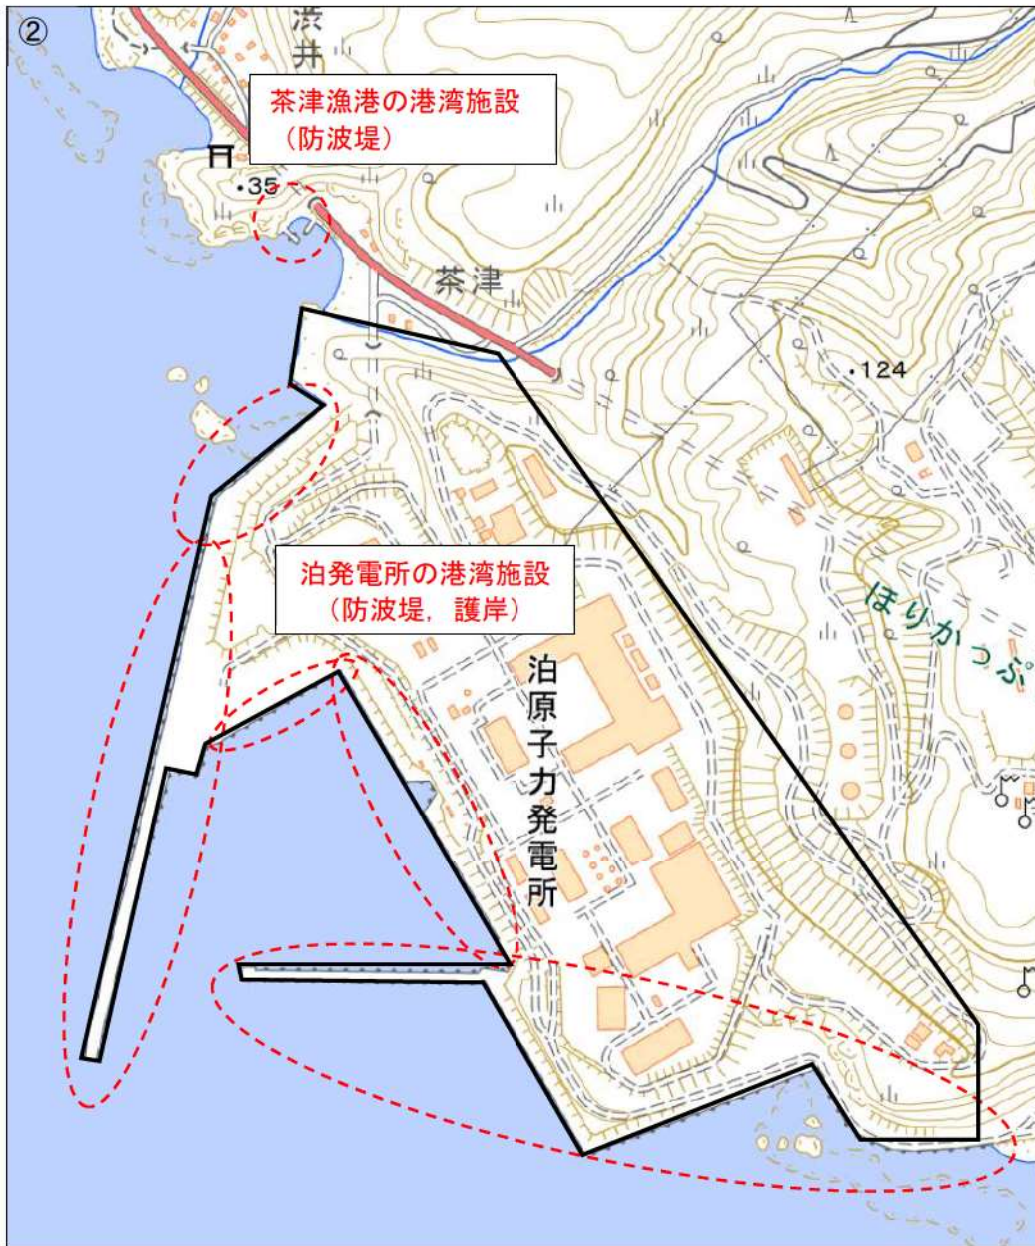 ②
渋井
茶津漁港の港湾施設
（防波堤）
・35
茶津
・124
泊発電所の港湾施設
（防波堤，護岸）
ほりかっぷ
泊原子力発電所